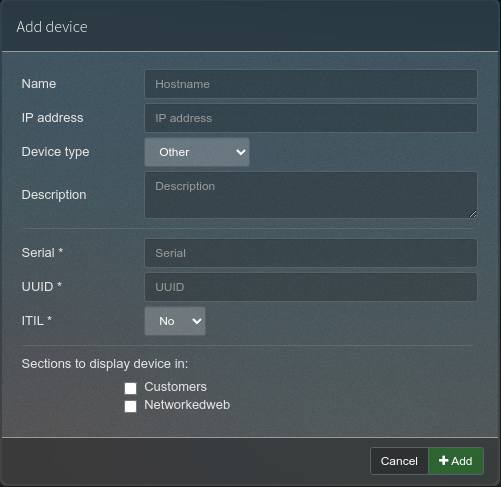 Add device
Name Hostname
IP address IP address
Device type Other
Description Description
Serial * Serial
UUID * UUID
ITIL * No
Sections to display device in:
Customers
Networkedweb
Cancel Add